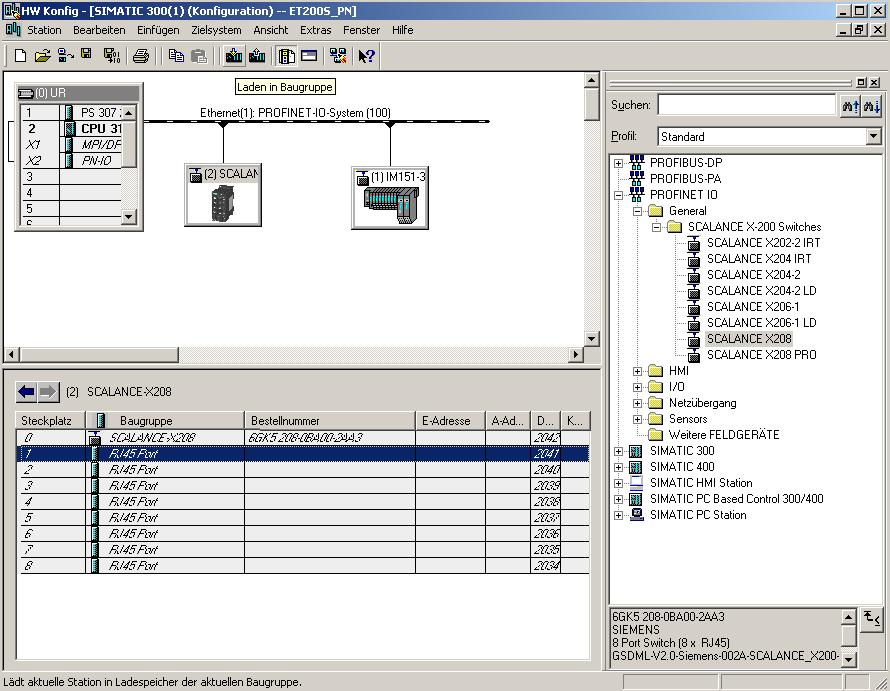 HW Konfig - [SIMATIC 300(1) (Konfiguration) -- ET200S_PN]
Station Bearbeiten Einfügen Zielsystem Ansicht Extras Fenster Hilfe
Laden in Baugruppe
(0) UR
1 PS 307
2 CPU 31
X1 MPI/DP
X2 PN-IO
3
4
5
6
Ethernet(1): PROFINET-IO-System (100)
(2) SCALAN
(1) IM151-3
(2) SCALANCE-X208
Steckplatz Baugruppe Bestellnummer E-Adresse A-Ad... D... K...
0 SCALANCE-X208 6GK5 208-0BA00-2AA3 2042
1 RJ45 Port 2041
2 RJ45 Port 2040
3 RJ45 Port 2039
4 RJ45 Port 2038
5 RJ45 Port 2037
6 RJ45 Port 2036
7 RJ45 Port 2035
8 RJ45 Port 2034
Suchen:
Profil: Standard
PROFIBUS-DP
PROFIBUS-PA
PROFINET IO
General
SCALANCE X-200 Switches
SCALANCE X202-2 IRT
SCALANCE X204 IRT
SCALANCE X204-2
SCALANCE X204-2 LD
SCALANCE X206-1
SCALANCE X206-1 LD
SCALANCE X208
SCALANCE X208 PRO
HMI
I/O
Netzübergang
Sensors
Weitere FELDGERÄTE
SIMATIC 300
SIMATIC 400
SIMATIC HMI Station
SIMATIC PC Based Control 300/400
SIMATIC PC Station
6GK5 208-0BA00-2AA3
SIEMENS
8 Port Switch (8 x RJ45)
GSDML-V2.0-Siemens-002A-SCALANCE_X200-
Lädt aktuelle Station in Ladespeicher der aktuellen Baugruppe.